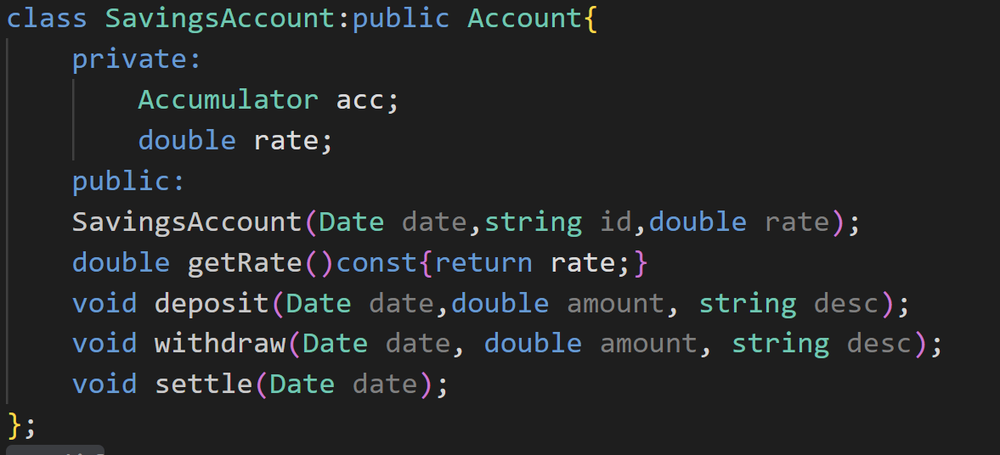 class SavingsAccount:public Account{
    private:
        Accumulator acc;
        double rate;
    public:
    SavingsAccount(Date date,string id,double rate);
    double getRate()const{return rate;}
    void deposit(Date date,double amount, string desc);
    void withdraw(Date date, double amount, string desc);
    void settle(Date date);
};